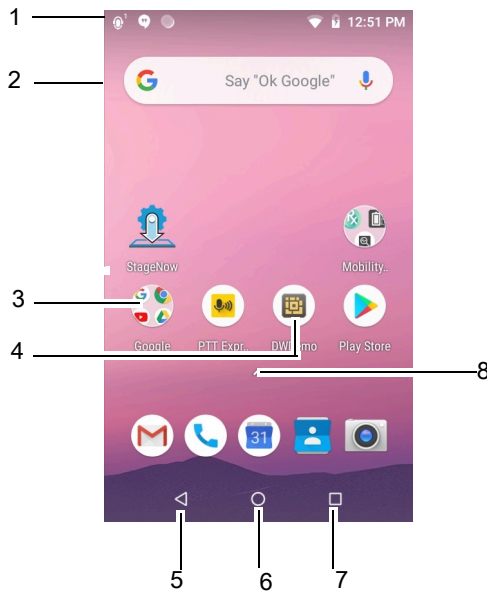 1
12:51 PM
2
Say "Ok Google"
StageNow
Mobility..
3
4
Google
PTT Expr..
DWDemo
Play Store
8
31
5
6
7